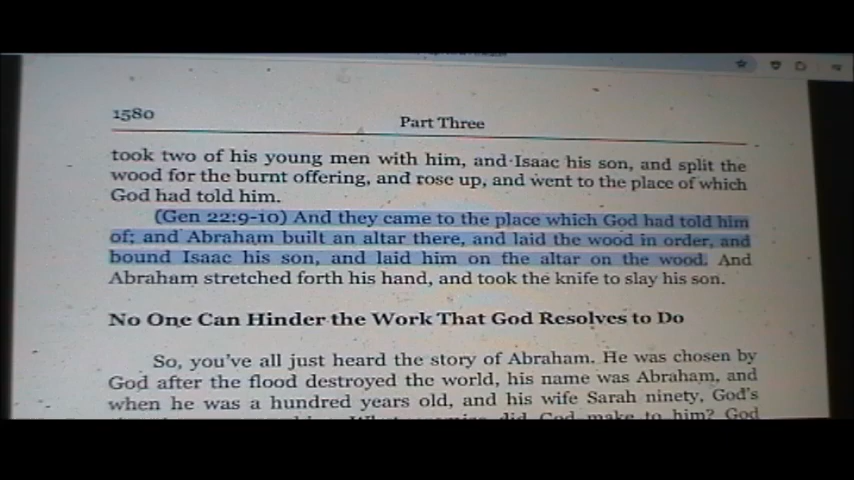 1580
Part Three
took two of his young men with him, and Isaac his son, and split the
wood for the burnt offering, and rose up, and went to the place of which
God had told him.
(Gen 22:9-10) And they came to the place which God had told him
of; and Abraham built an altar there, and laid the wood in order, and
bound Isaac his son, and laid him on the altar on the wood. And
Abraham stretched forth his hand, and took the knife to slay his son.
No One Can Hinder the Work That God Resolves to Do
So, you've all just heard the story of Abraham. He was chosen by
God after the flood destroyed the world, his name was Abraham, and
when he was a hundred years old, and his wife Sarah ninety, God's
did God make to him? God